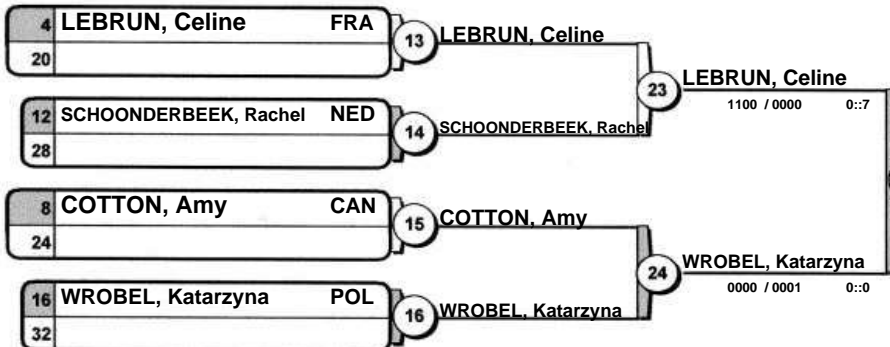 4 LEBRUN, Celine FRA
20
13 LEBRUN, Celine
12 SCHOONDERBEEK, Rachel NED
28
14 SCHOONDERBEEK, Rachel
23 LEBRUN, Celine
1100 / 0000 0::7
8 COTTON, Amy CAN
24
15 COTTON, Amy
16 WROBEL, Katarzyna POL
32
16 WROBEL, Katarzyna
24 WROBEL, Katarzyna
0000 / 0001 0::0